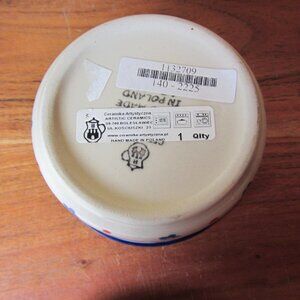 1132709
140-2225
MADE
IN POLAND
Ceramika Artystyczna
ARTISTIC CERAMICS
59-700 BOLESŁAWIEC
UL.KOŚCIUSZKI 23
www.ceramika-artystyczna.pl
HAND MADE IN POLAND
1 Qlty